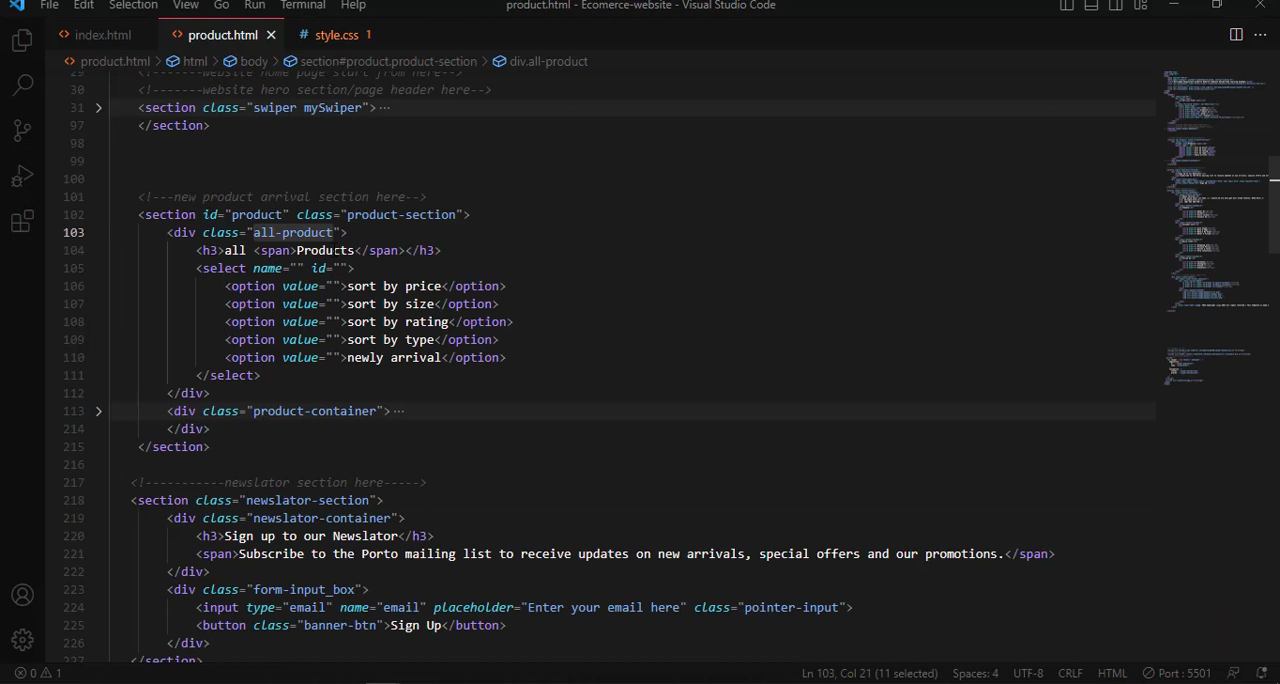 File Edit Selection View Go Run Terminal Help product.html - Ecomerce-website - Visual Studio Code
<> index.html <> product.html × # style.css 1
<> product.html > html > body > section#product.product-section > div.all-product
29 <!-------website home page start from here-->
30 <!-------website hero section/page header here-->
31 <section class="swiper mySwiper">···
97 </section>
98
99
100
101 <!---new product arrival section here-->
102 <section id="product" class="product-section">
103 <div class="all-product">
104 <h3>all <span>Products</span></h3>
105 <select name="" id="">
106 <option value="">sort by price</option>
107 <option value="">sort by size</option>
108 <option value="">sort by rating</option>
109 <option value="">sort by type</option>
110 <option value="">newly arrival</option>
111 </select>
112 </div>
113 <div class="product-container">···
214 </div>
215 </section>
216
217 <!-----------newslator section here----->
218 <section class="newslator-section">
219 <div class="newslator-container">
220 <h3>Sign up to our Newslator</h3>
221 <span>Subscribe to the Porto mailing list to receive updates on new arrivals, special offers and our promotions.</span>
222 </div>
223 <div class="form-input_box">
224 <input type="email" name="email" placeholder="Enter your email here" class="pointer-input">
225 <button class="banner-btn">Sign Up</button>
226 </div>
227 </section>
0 1 Ln 103, Col 21 (11 selected) Spaces: 4 UTF-8 CRLF HTML Port : 5501